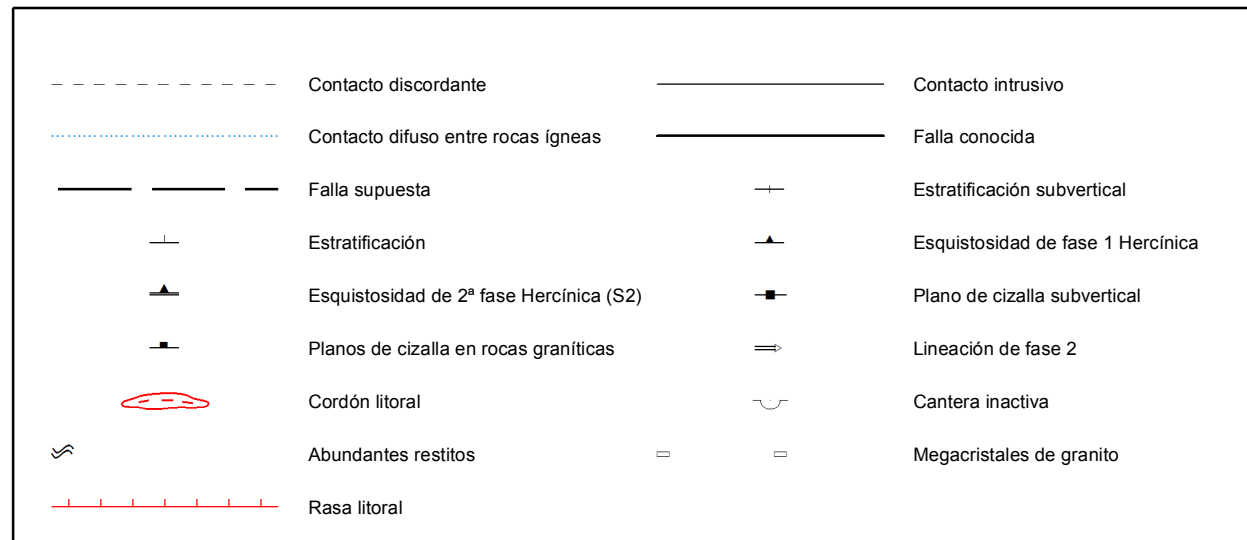 Contacto discordante
Contacto intrusivo
Contacto difuso entre rocas ígneas
Falla conocida
Falla supuesta
Estratificación subvertical
Estratificación
Esquistosidad de fase 1 Hercínica
Esquistosidad de 2ª fase Hercínica (S2)
Plano de cizalla subvertical
Planos de cizalla en rocas graníticas
Lineación de fase 2
Cordón litoral
Cantera inactiva
Abundantes restitos
Megacristales de granito
Rasa litoral